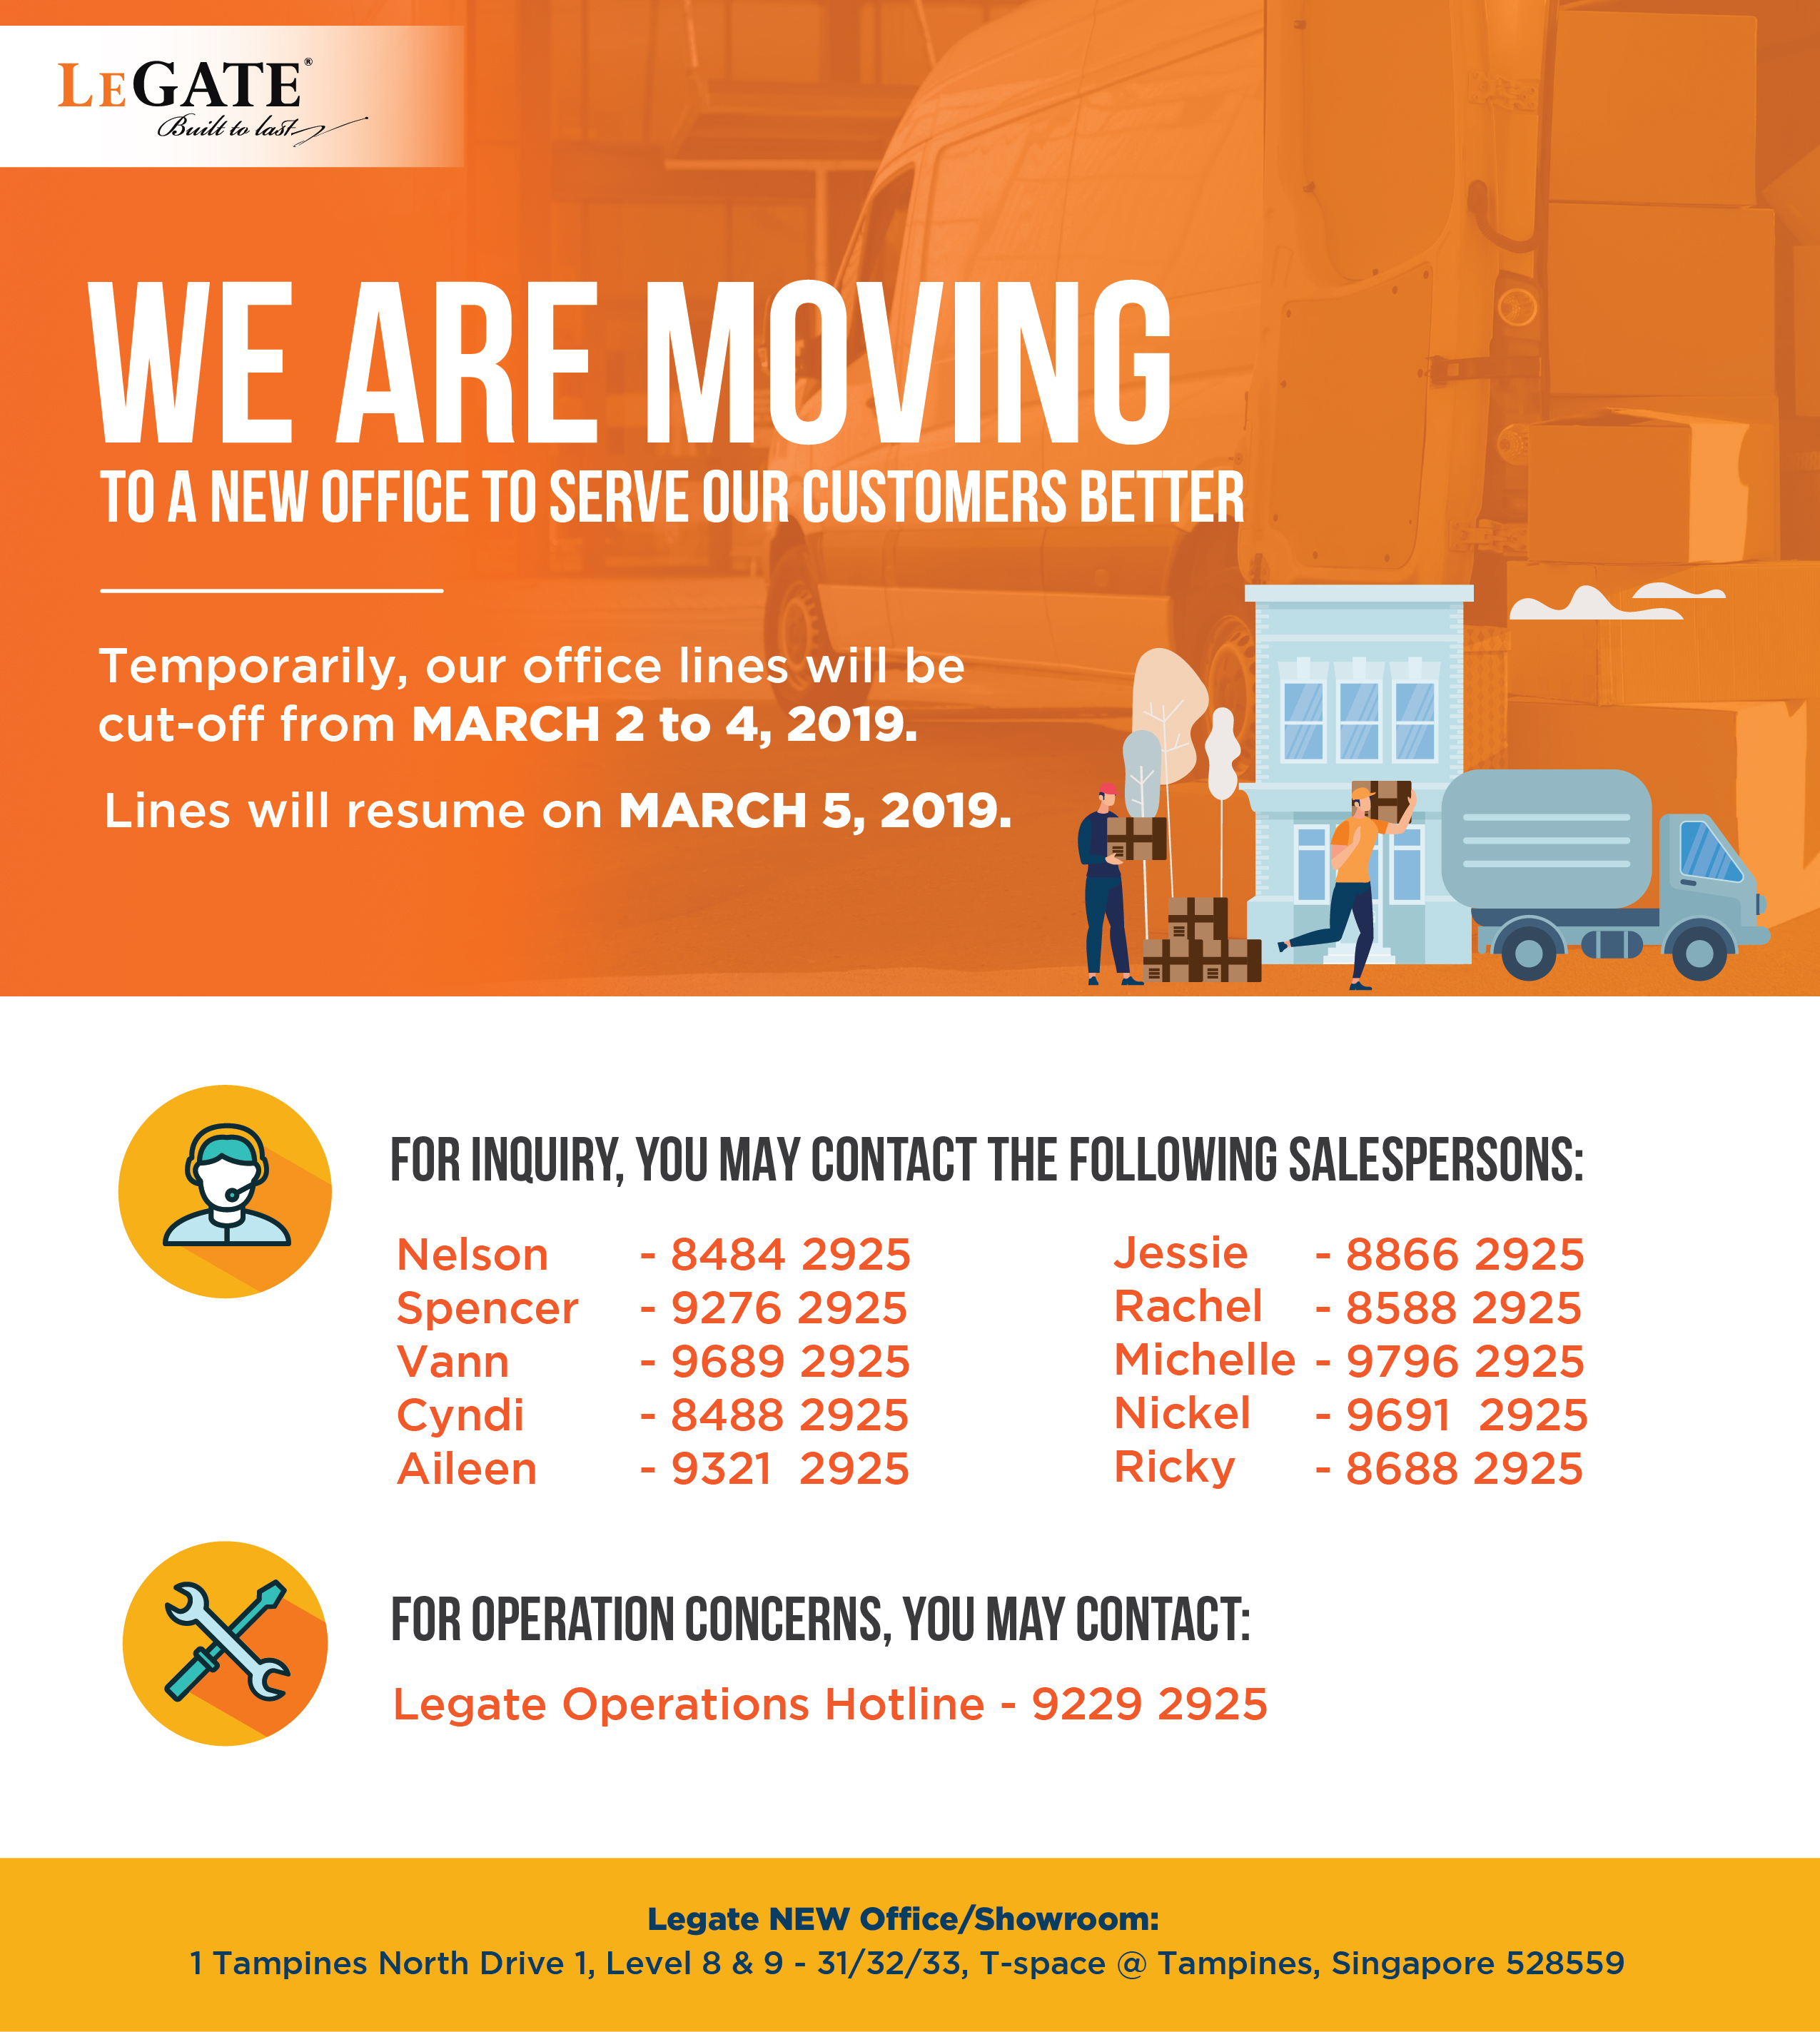 LeGATE®
Built to last
WE ARE MOVING
TO A NEW OFFICE TO SERVE OUR CUSTOMERS BETTER
Temporarily, our office lines will be
cut-off from MARCH 2 to 4, 2019.
Lines will resume on MARCH 5, 2019.
FOR INQUIRY, YOU MAY CONTACT THE FOLLOWING SALESPERSONS:
Nelson - 8484 2925
Spencer - 9276 2925
Vann - 9689 2925
Cyndi - 8488 2925
Aileen - 9321 2925
Jessie - 8866 2925
Rachel - 8588 2925
Michelle - 9796 2925
Nickel - 9691 2925
Ricky - 8688 2925
FOR OPERATION CONCERNS, YOU MAY CONTACT:
Legate Operations Hotline - 9229 2925
Legate NEW Office/Showroom:
1 Tampines North Drive 1, Level 8 & 9 - 31/32/33, T-space @ Tampines, Singapore 528559